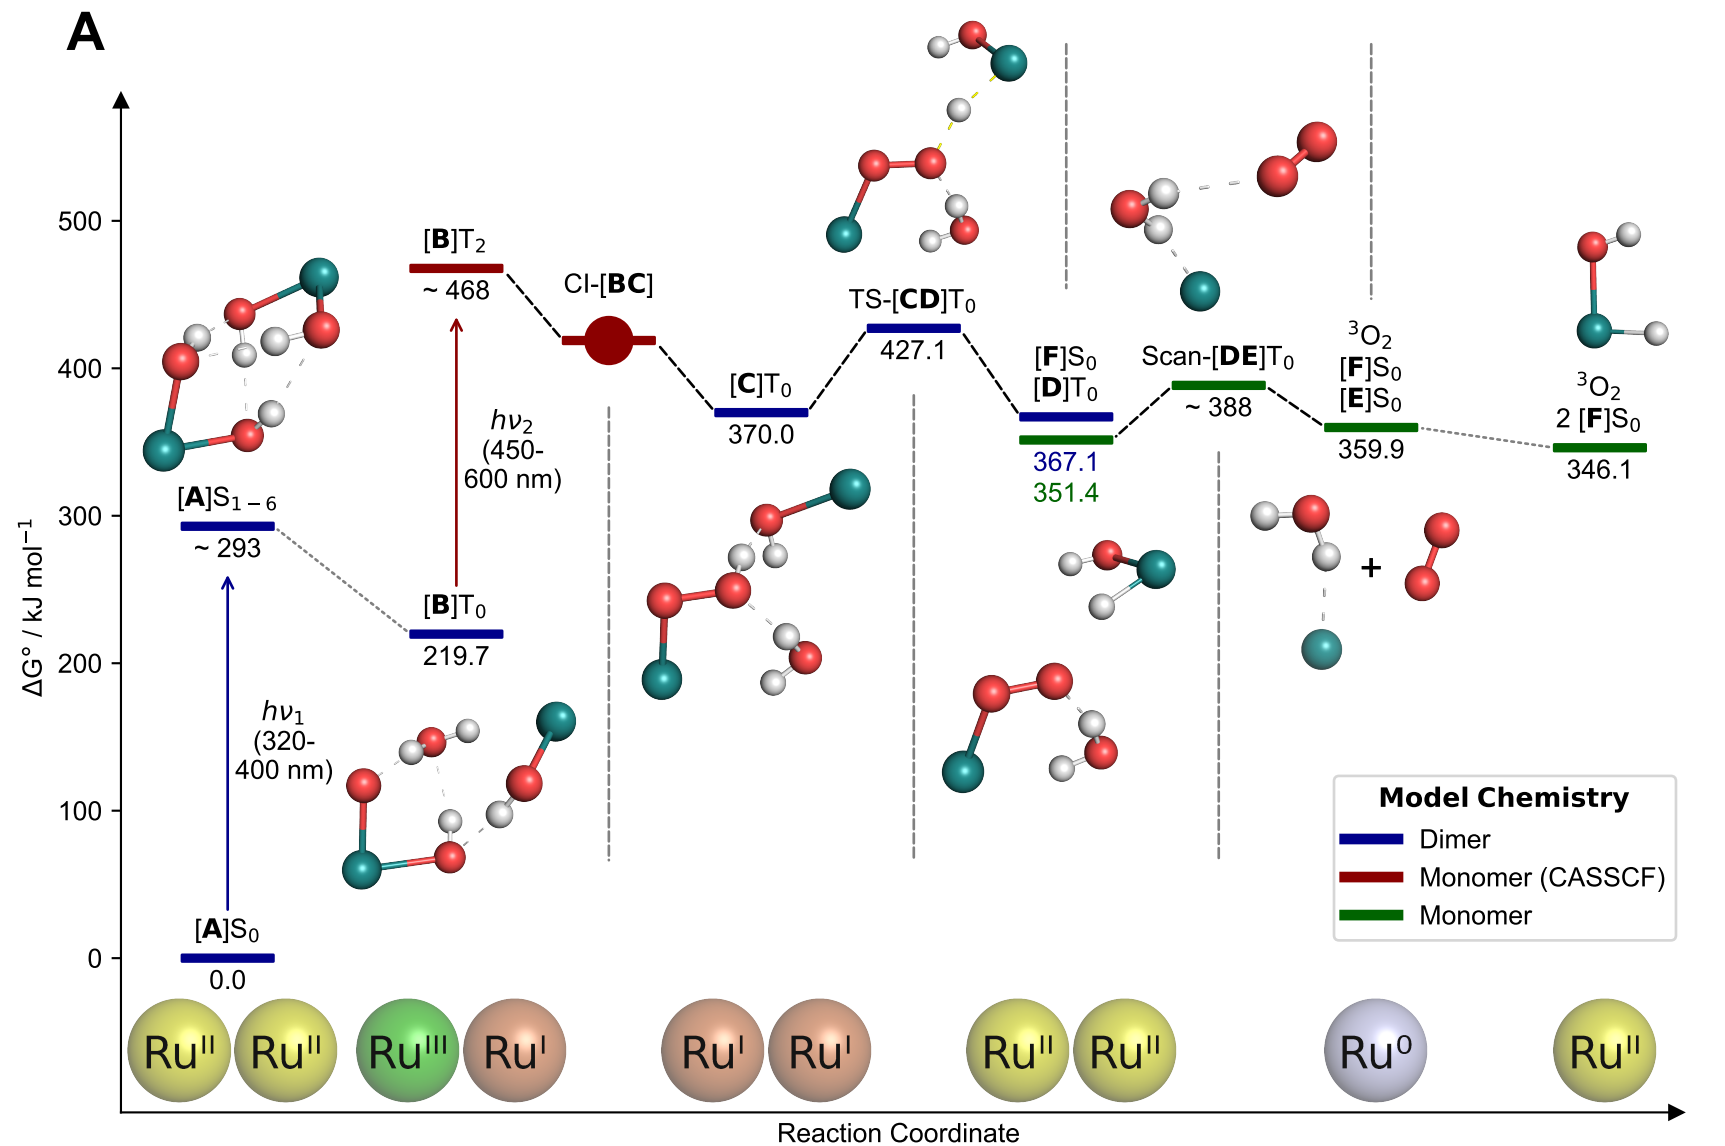 A
ΔG° / kJ mol⁻¹
500
400
300
200
100
0
[A]S₁₋₆
~ 293
hν₁
(320-
400 nm)
[A]S₀
0.0
[B]T₂
~ 468
hν₂
(450-
600 nm)
[B]T₀
219.7
CI-[BC]
[C]T₀
370.0
TS-[CD]T₀
427.1
[F]S₀
[D]T₀
367.1
351.4
Scan-[DE]T₀
~ 388
³O₂
[F]S₀
[E]S₀
359.9
+
³O₂
2 [F]S₀
346.1
Model Chemistry
Dimer
Monomer (CASSCF)
Monomer
Ruᴵᴵ Ruᴵᴵ Ruᴵᴵᴵ Ruᴵ Ruᴵ Ruᴵ Ruᴵᴵ Ruᴵᴵ Ru⁰ Ruᴵᴵ
Reaction Coordinate